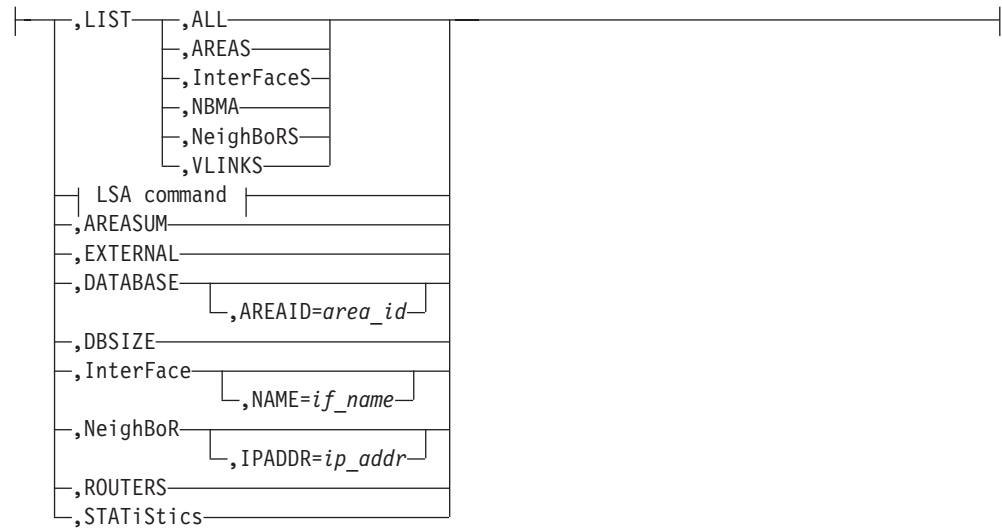 ,LIST ,ALL
,AREAS
,InterFaceS
,NBMA
,NeighBoRS
,VLINKS
LSA command
,AREASUM
,EXTERNAL
,DATABASE
,AREAID=area_id
,DBSIZE
,InterFace
,NAME=if_name
,NeighBoR
,IPADDR=ip_addr
,ROUTERS
,STATiStics